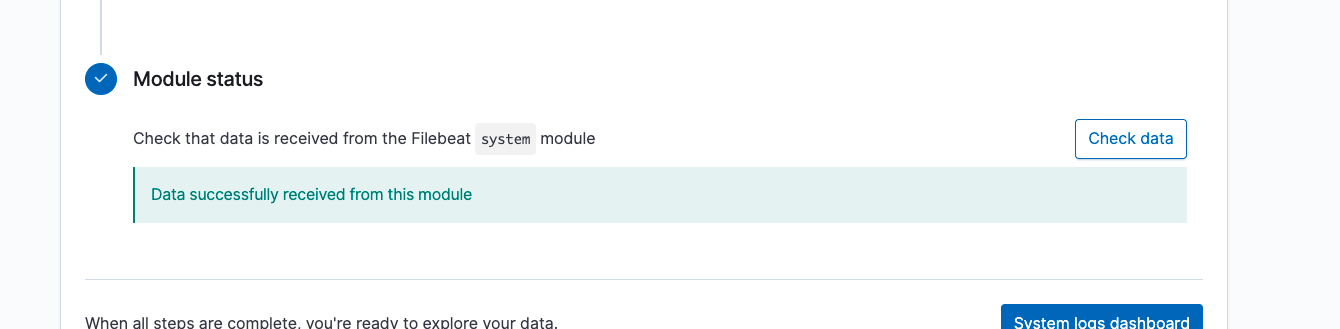 Module status
Check that data is received from the Filebeat system module
Check data
Data successfully received from this module
When all steps are complete, you're ready to explore your data.
System logs dashboard